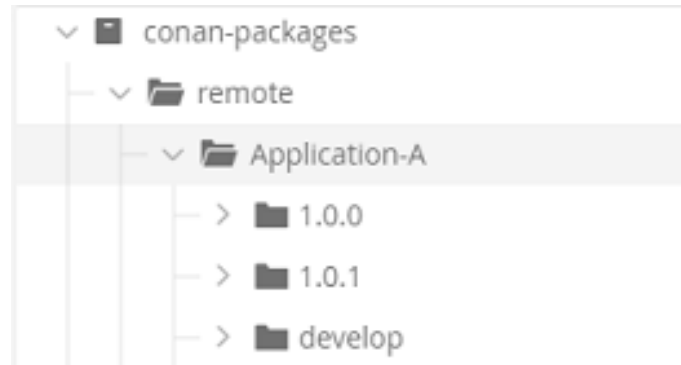 conan-packages
remote
Application-A
1.0.0
1.0.1
develop